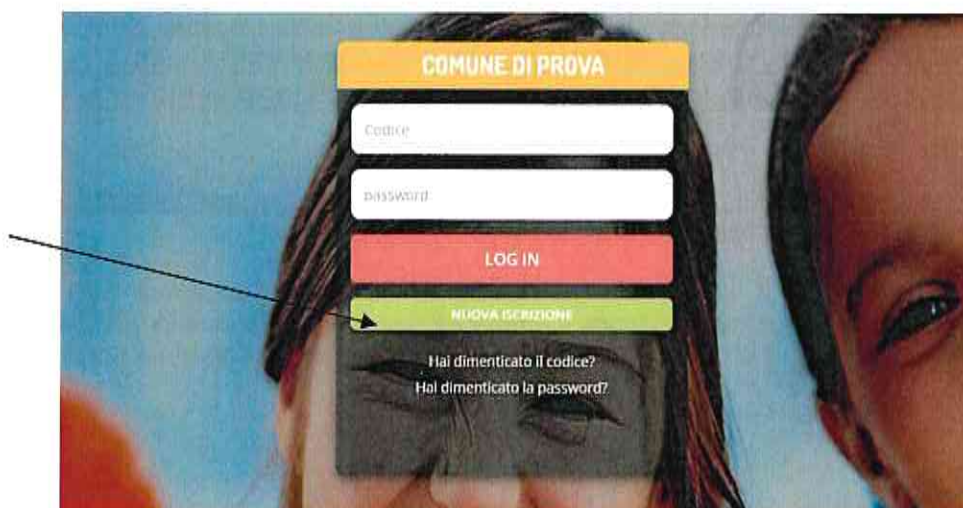 COMUNE DI PROVA
Codice
password
LOG IN
NUOVA ISCRIZIONE
Hai dimenticato il codice?
Hai dimenticato la password?